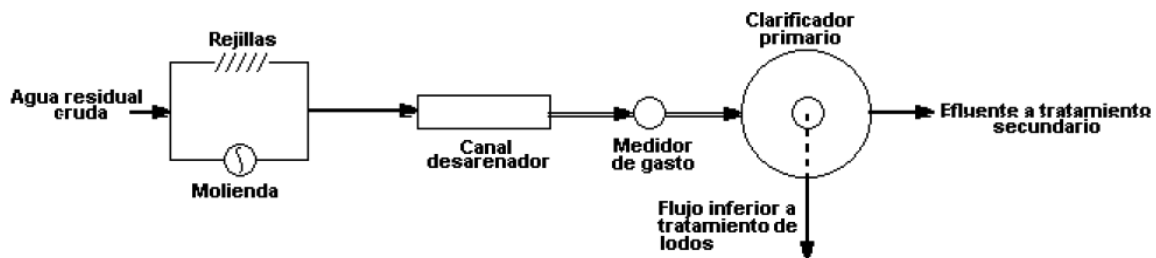 Rejillas
Agua residual
cruda
Molienda
Canal
desarenador
Medidor
de gasto
Clarificador
primario
Efluente a tratamiento
secundario
Flujo inferior a
tratamiento de
lodos